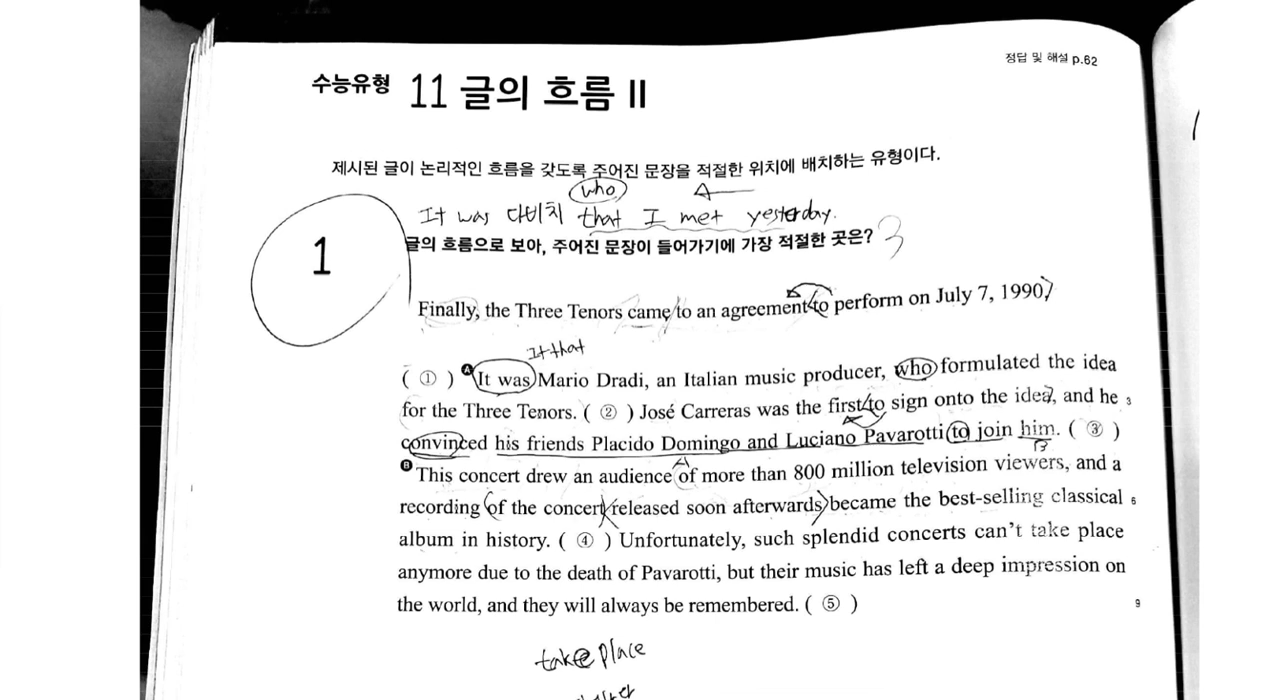 정답 및 해설 p.62
수능유형 11 글의 흐름 II
제시된 글이 논리적인 흐름을 갖도록 주어진 문장을 적절한 위치에 배치하는 유형이다.
who
It was 다비치 that I met yesterday.
1
글의 흐름으로 보아, 주어진 문장이 들어가기에 가장 적절한 곳은? 3
Finally, the Three Tenors came to an agreement to perform on July 7, 1990.
It that
( ① ) A It was Mario Dradi, an Italian music producer, who formulated the idea
for the Three Tenors. ( ② ) José Carreras was the first to sign onto the idea, and he 3
convinced his friends Placido Domingo and Luciano Pavarotti to join him. ( ③ )
B This concert drew an audience of more than 800 million television viewers, and a
recording of the concert released soon afterwards became the best-selling classical 6
album in history. ( ④ ) Unfortunately, such splendid concerts can't take place
anymore due to the death of Pavarotti, but their music has left a deep impression on
the world, and they will always be remembered. ( ⑤ ) 9
take place